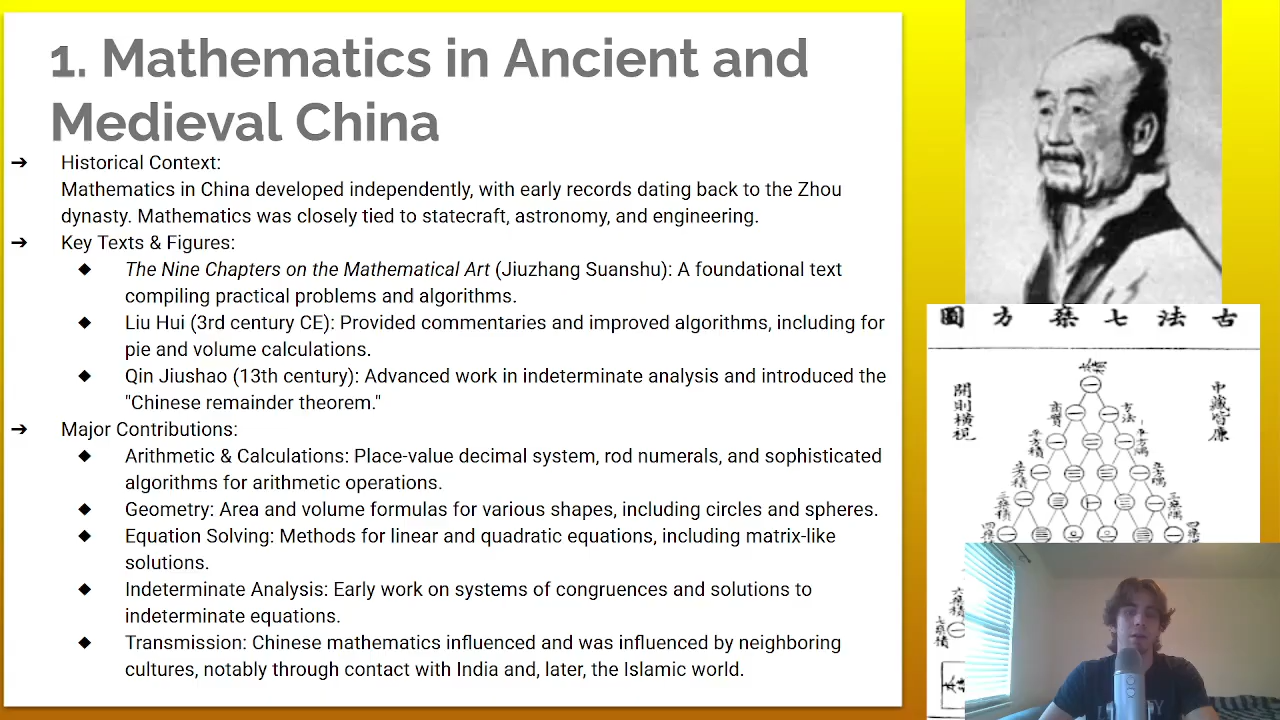 1. Mathematics in Ancient and
Medieval China
➔ Historical Context:
Mathematics in China developed independently, with early records dating back to the Zhou
dynasty. Mathematics was closely tied to statecraft, astronomy, and engineering.
➔ Key Texts & Figures:
◆ The Nine Chapters on the Mathematical Art (Jiuzhang Suanshu): A foundational text
compiling practical problems and algorithms.
◆ Liu Hui (3rd century CE): Provided commentaries and improved algorithms, including for
pie and volume calculations.
◆ Qin Jiushao (13th century): Advanced work in indeterminate analysis and introduced the
"Chinese remainder theorem."
➔ Major Contributions:
◆ Arithmetic & Calculations: Place-value decimal system, rod numerals, and sophisticated
algorithms for arithmetic operations.
◆ Geometry: Area and volume formulas for various shapes, including circles and spheres.
◆ Equation Solving: Methods for linear and quadratic equations, including matrix-like
solutions.
◆ Indeterminate Analysis: Early work on systems of congruences and solutions to
indeterminate equations.
◆ Transmission: Chinese mathematics influenced and was influenced by neighboring
cultures, notably through contact with India and, later, the Islamic world.
圖方蔡七法古
中藏皆廉
開則橫視